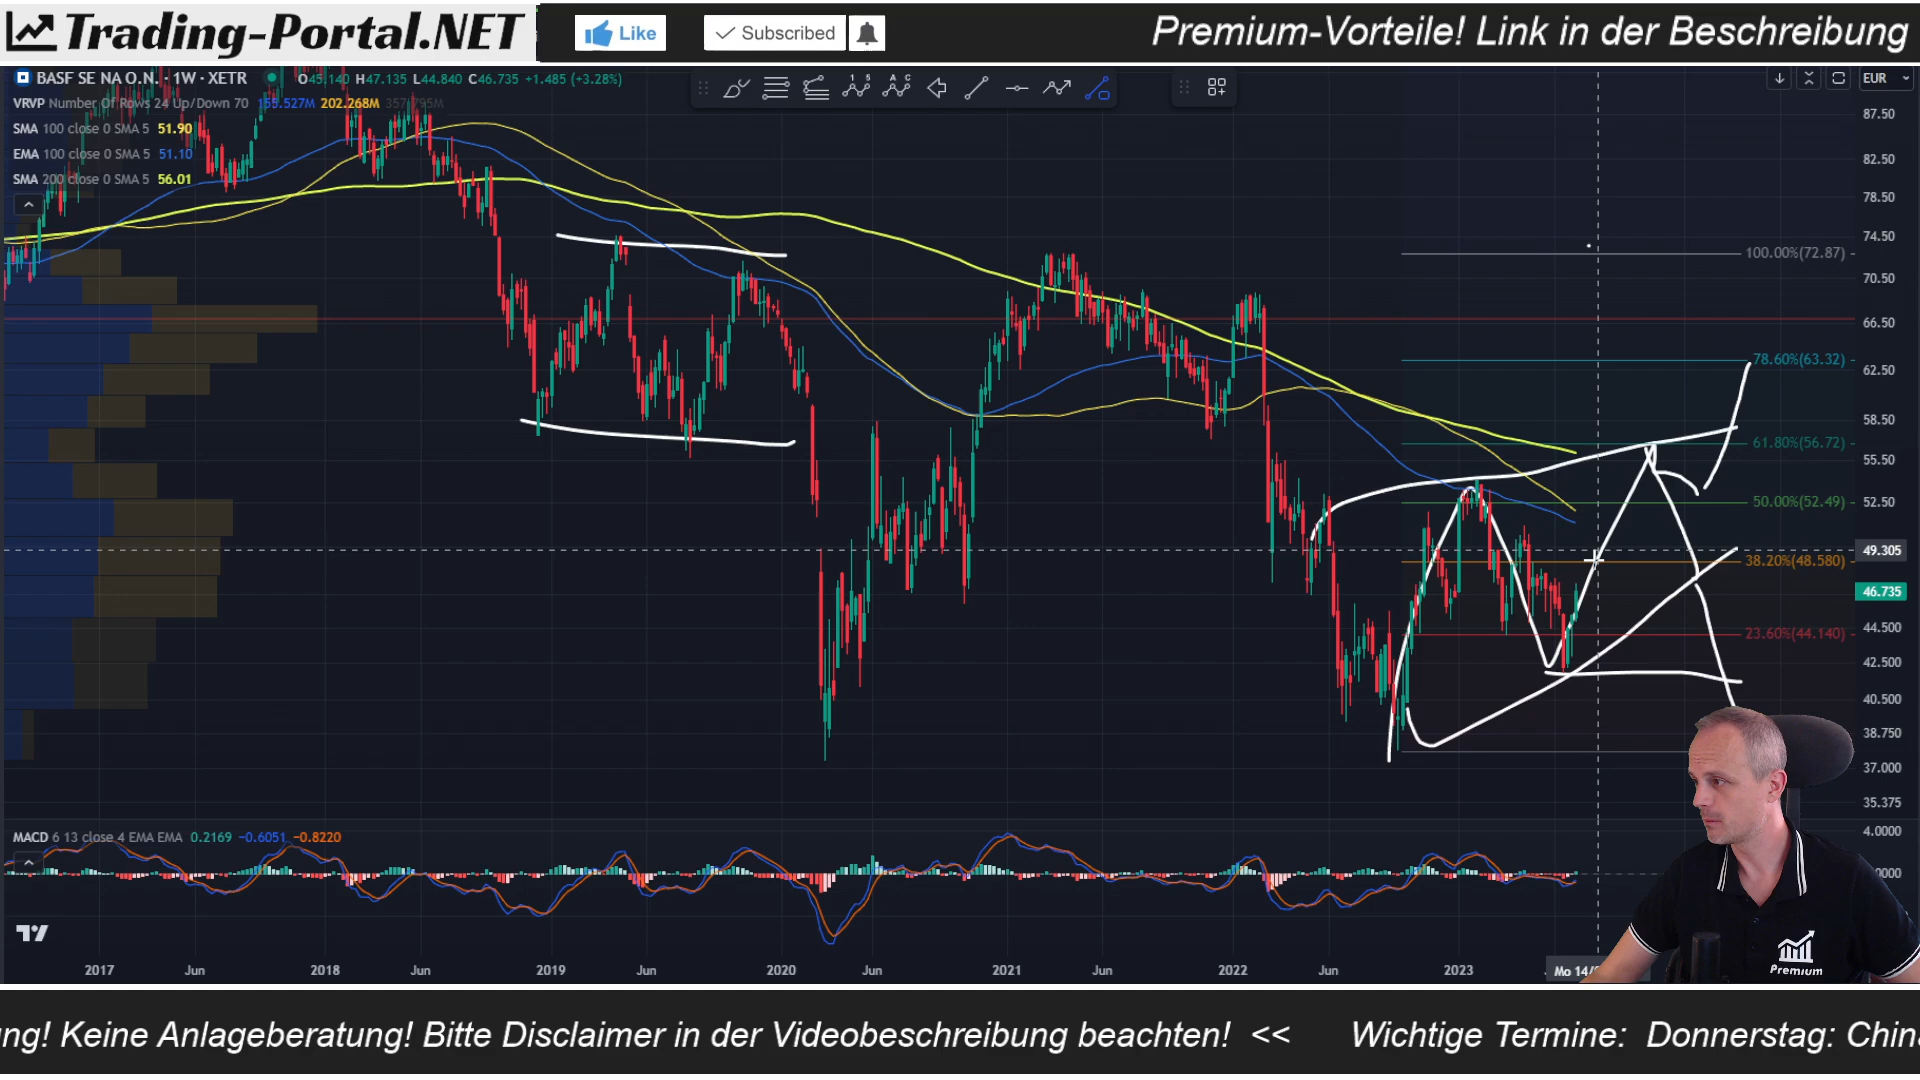 Trading-Portal.NET
Like
Subscribed
Premium-Vorteile! Link in der Beschreibung
BASF SE NA O.N. · 1W · XETR O45.140 H47.135 L44.840 C46.735 +1.485 (+3.28%)
VRVP Number Of Rows 24 Up/Down 70 155.527M 202.268M 357.795M
SMA 100 close 0 SMA 5 51.90
EMA 100 close 0 SMA 5 51.10
SMA 200 close 0 SMA 5 56.01
EUR
87.50
82.50
78.50
74.50
100.00%(72.87)
70.50
66.50
78.60%(63.32)
62.50
58.50
61.80%(56.72)
55.50
50.00%(52.49)
52.50
49.305
38.20%(48.580)
46.735
23.60%(44.140)
44.500
42.500
40.500
38.750
37.000
35.375
MACD 6 13 close 4 EMA EMA 0.2169 −0.6051 −0.8220
4.0000
2017 Jun 2018 Jun 2019 Jun 2020 Jun 2021 Jun 2022 Jun 2023 Mo 14/
Premium
ng! Keine Anlageberatung! Bitte Disclaimer in der Videobeschreibung beachten! << Wichtige Termine: Donnerstag: Chin